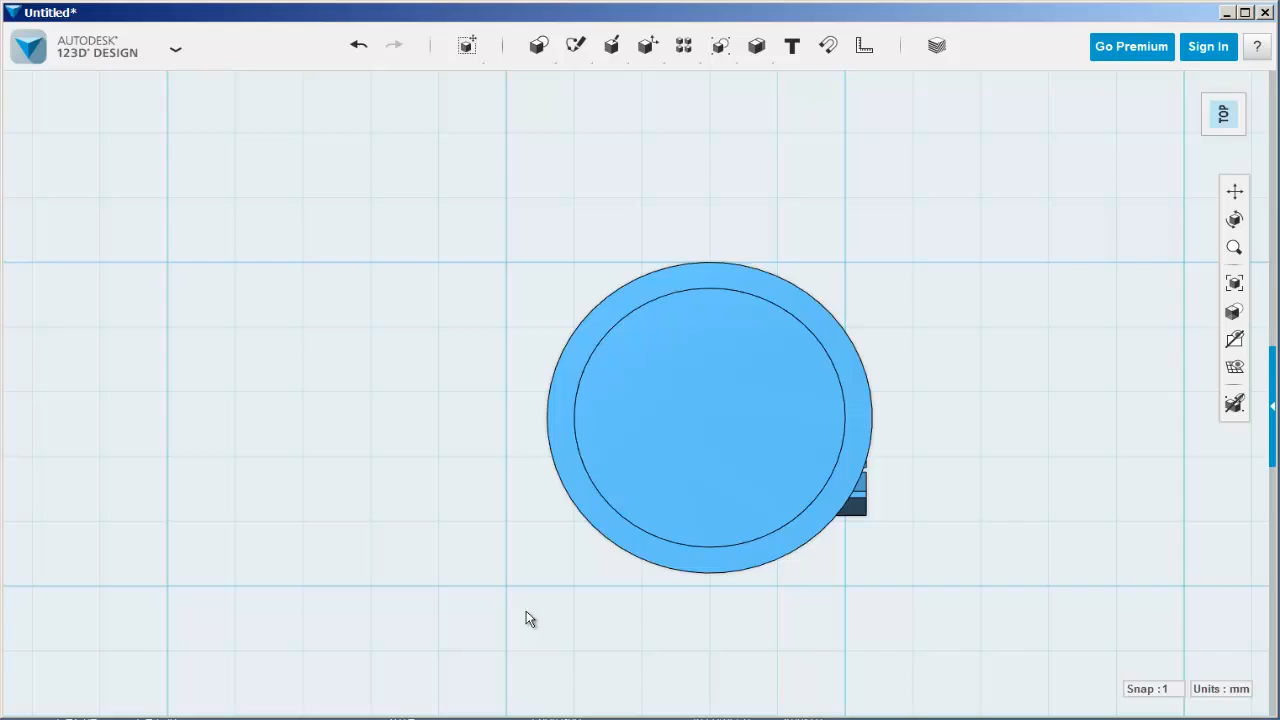 Untitled*
AUTODESK®
123D® DESIGN
T
Go Premium
Sign In
?
TOP
Snap : 1
Units : mm